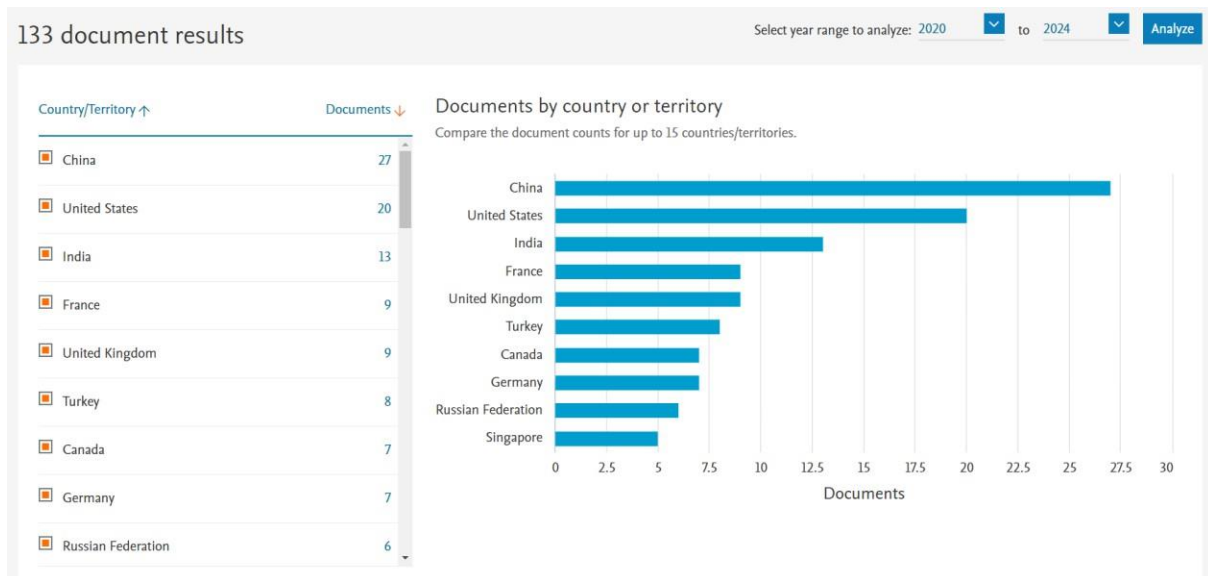 133 document results
Select year range to analyze: 2020 to 2024 Analyze
Country/Territory ↑ Documents ↓
China 27
United States 20
India 13
France 9
United Kingdom 9
Turkey 8
Canada 7
Germany 7
Russian Federation 6
Documents by country or territory
Compare the document counts for up to 15 countries/territories.
China
United States
India
France
United Kingdom
Turkey
Canada
Germany
Russian Federation
Singapore
0 2.5 5 7.5 10 12.5 15 17.5 20 22.5 25 27.5 30
Documents